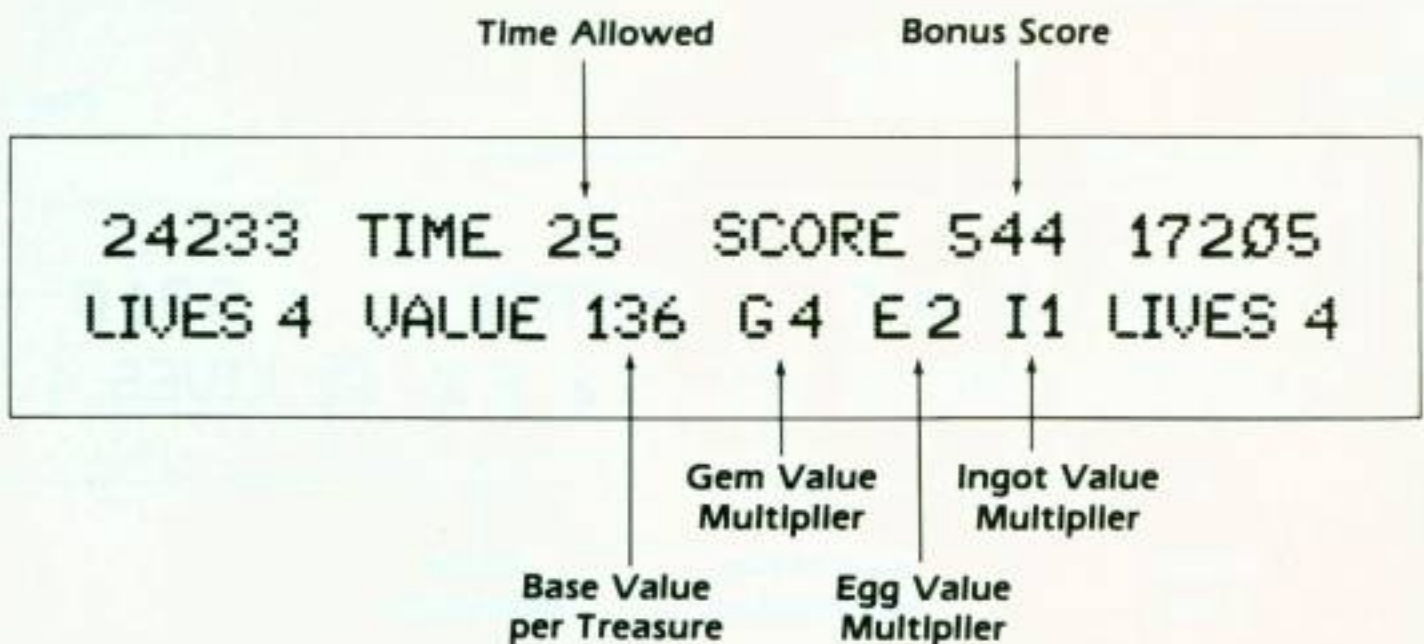 Time Allowed Bonus Score
24233 TIME 25 SCORE 544 172Ø5
LIVES 4 VALUE 136 G4 E2 I1 LIVES 4
Gem Value Ingot Value
Multiplier Multiplier
Base Value Egg Value
per Treasure Multiplier